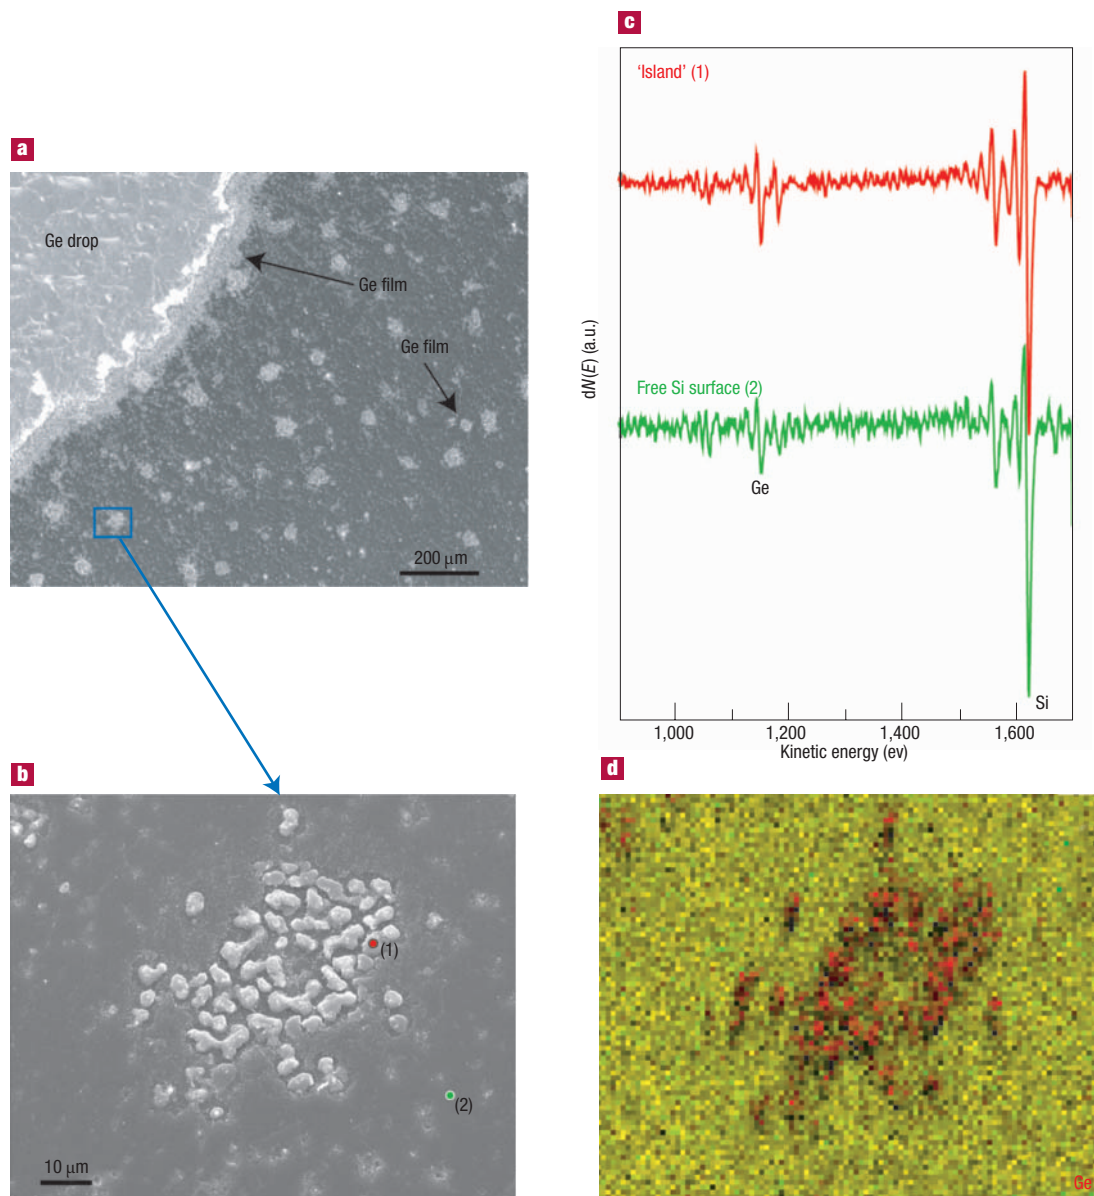 a
Ge drop
Ge film
Ge film
200 μm
b
(1)
(2)
10 μm
c
'Island' (1)
Free Si surface (2)
Ge
Si
dN(E) (a.u.)
1,000 1,200 1,400 1,600
Kinetic energy (ev)
d
Ge